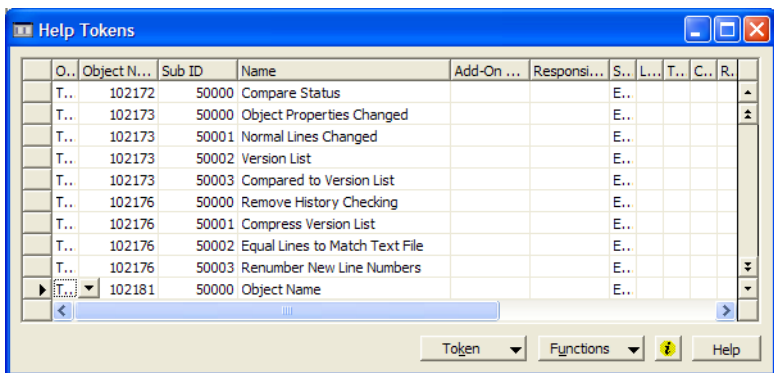 Help Tokens
O... Object N... Sub ID Name Add-On ... Responsi... S... L... T... C... R.
T... 102172 50000 Compare Status E...
T... 102173 50000 Object Properties Changed E...
T... 102173 50001 Normal Lines Changed E...
T... 102173 50002 Version List E...
T... 102173 50003 Compared to Version List E...
T... 102176 50000 Remove History Checking E...
T... 102176 50001 Compress Version List E...
T... 102176 50002 Equal Lines to Match Text File E...
T... 102176 50003 Renumber New Line Numbers E...
T... 102181 50000 Object Name E...
Token Functions i Help